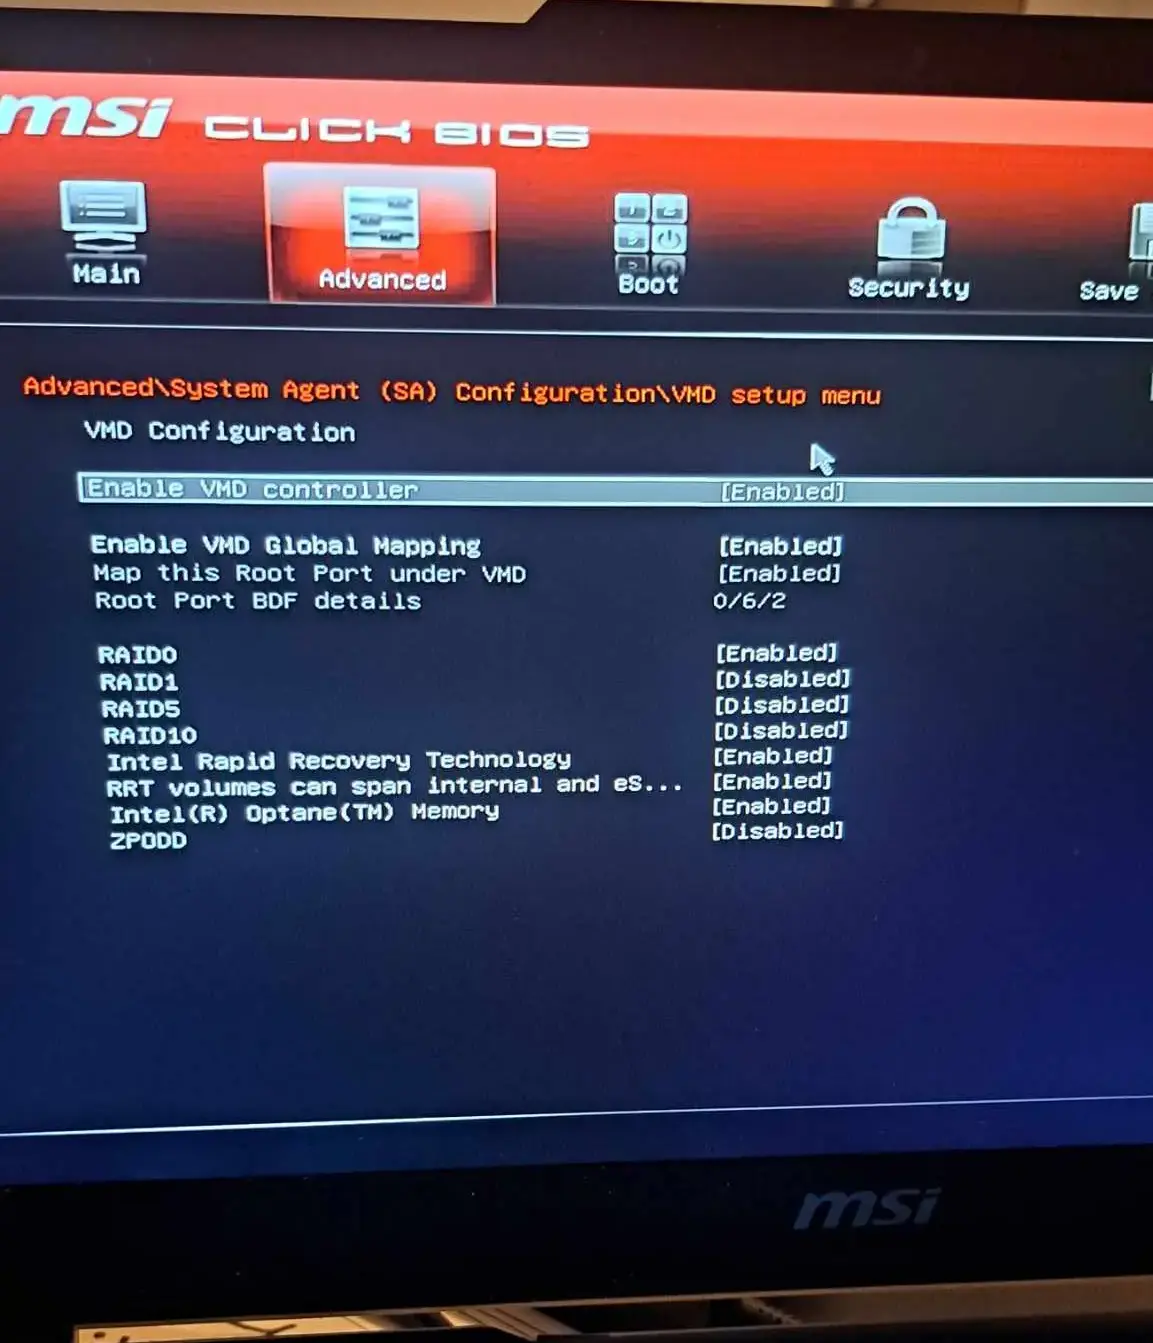 msi CLICK BIOS
Main Advanced Boot Security Save
Advanced\System Agent (SA) Configuration\VMD setup menu
VMD Configuration
Enable VMD controller [Enabled]
Enable VMD Global Mapping [Enabled]
Map this Root Port under VMD [Enabled]
Root Port BDF details 0/6/2
RAID0 [Enabled]
RAID1 [Disabled]
RAID5 [Disabled]
RAID10 [Disabled]
Intel Rapid Recovery Technology [Enabled]
RRT volumes can span internal and eS... [Enabled]
Intel(R) Optane(TM) Memory [Enabled]
ZPODD [Disabled]
msi